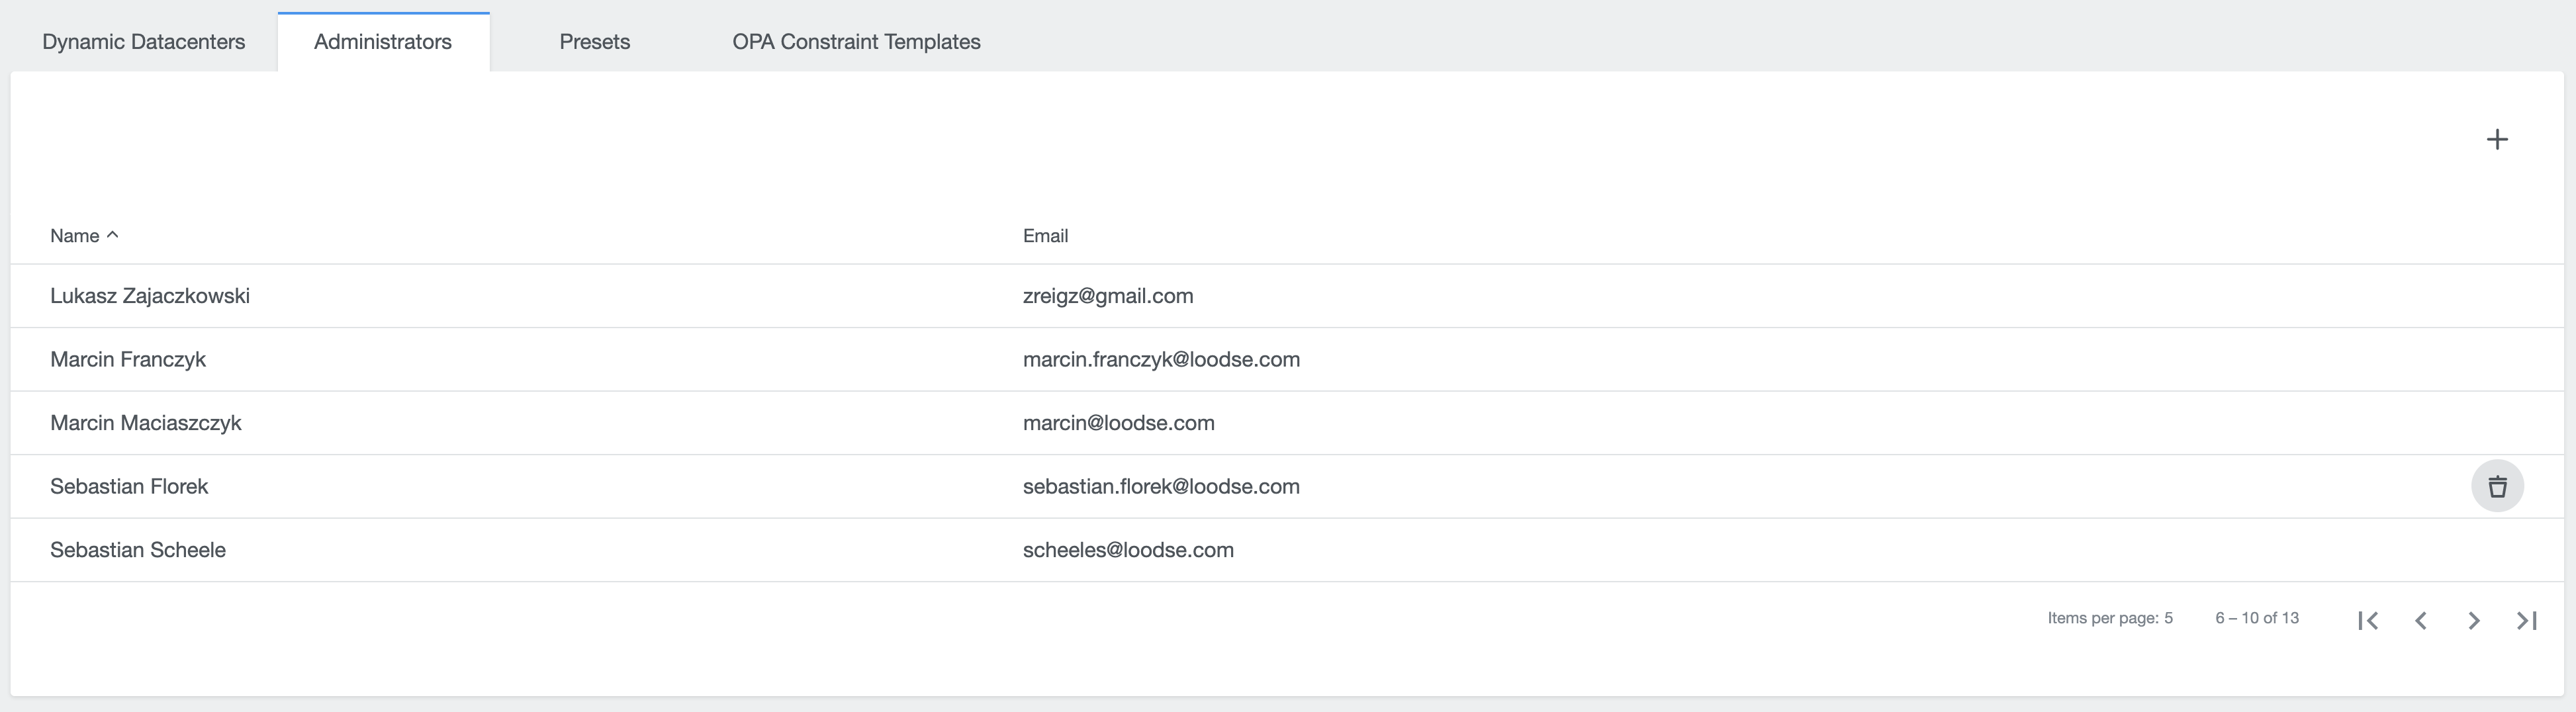 Dynamic Datacenters Administrators Presets OPA Constraint Templates
Name Email
Lukasz Zajaczkowski zreigz@gmail.com
Marcin Franczyk marcin.franczyk@loodse.com
Marcin Maciaszczyk marcin@loodse.com
Sebastian Florek sebastian.florek@loodse.com
Sebastian Scheele scheeles@loodse.com
Items per page: 5 6 – 10 of 13